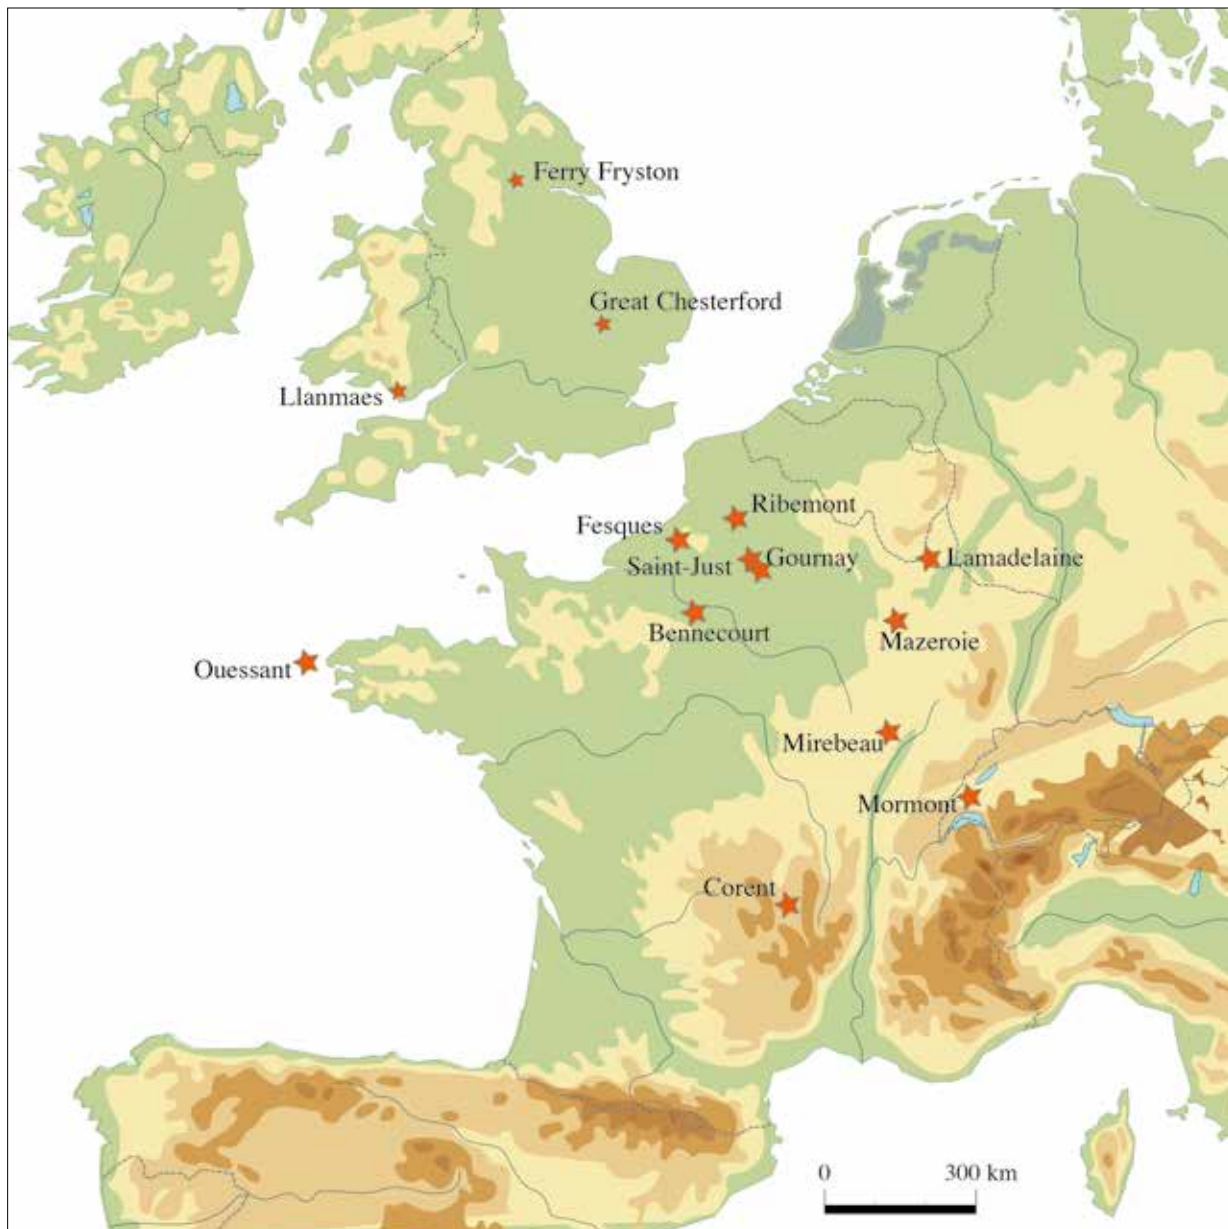 Ferry Fryston
Great Chesterford
Llanmaes
Ribemont
Fesques
Saint-Just
Gournay
Lamadelaine
Bennecourt
Mazeroie
Ouessant
Mirebeau
Mormont
Corent
0 300 km